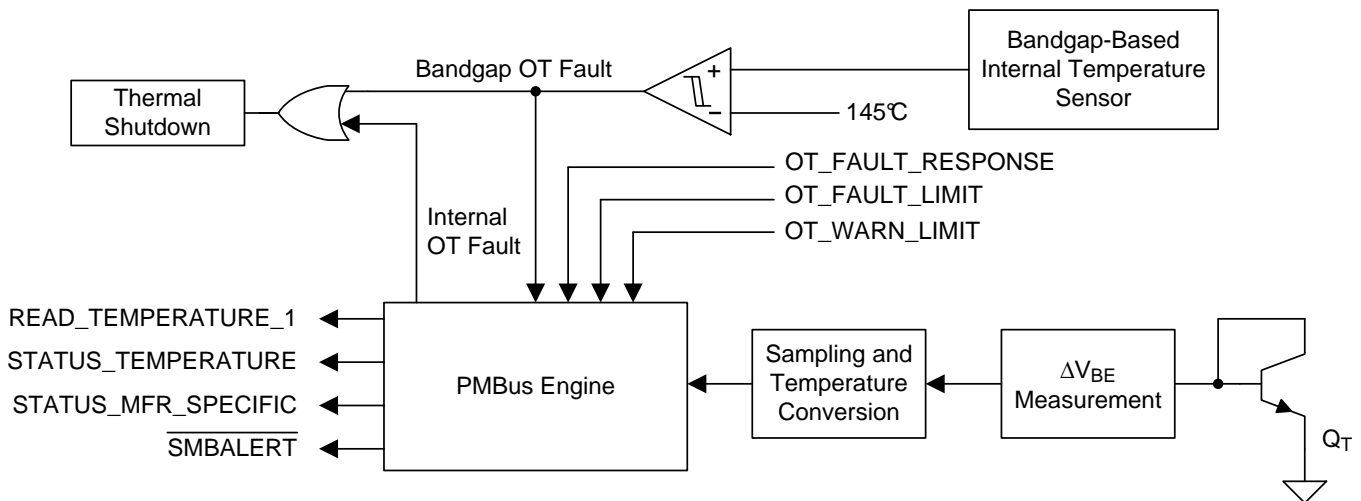 Bandgap-Based
Internal Temperature
Sensor
Bandgap OT Fault
+
−
145°C
Thermal
Shutdown
OT_FAULT_RESPONSE
OT_FAULT_LIMIT
OT_WARN_LIMIT
Internal
OT Fault
READ_TEMPERATURE_1
STATUS_TEMPERATURE
STATUS_MFR_SPECIFIC
SMBALERT
PMBus Engine
Sampling and
Temperature
Conversion
ΔVBE
Measurement
QT